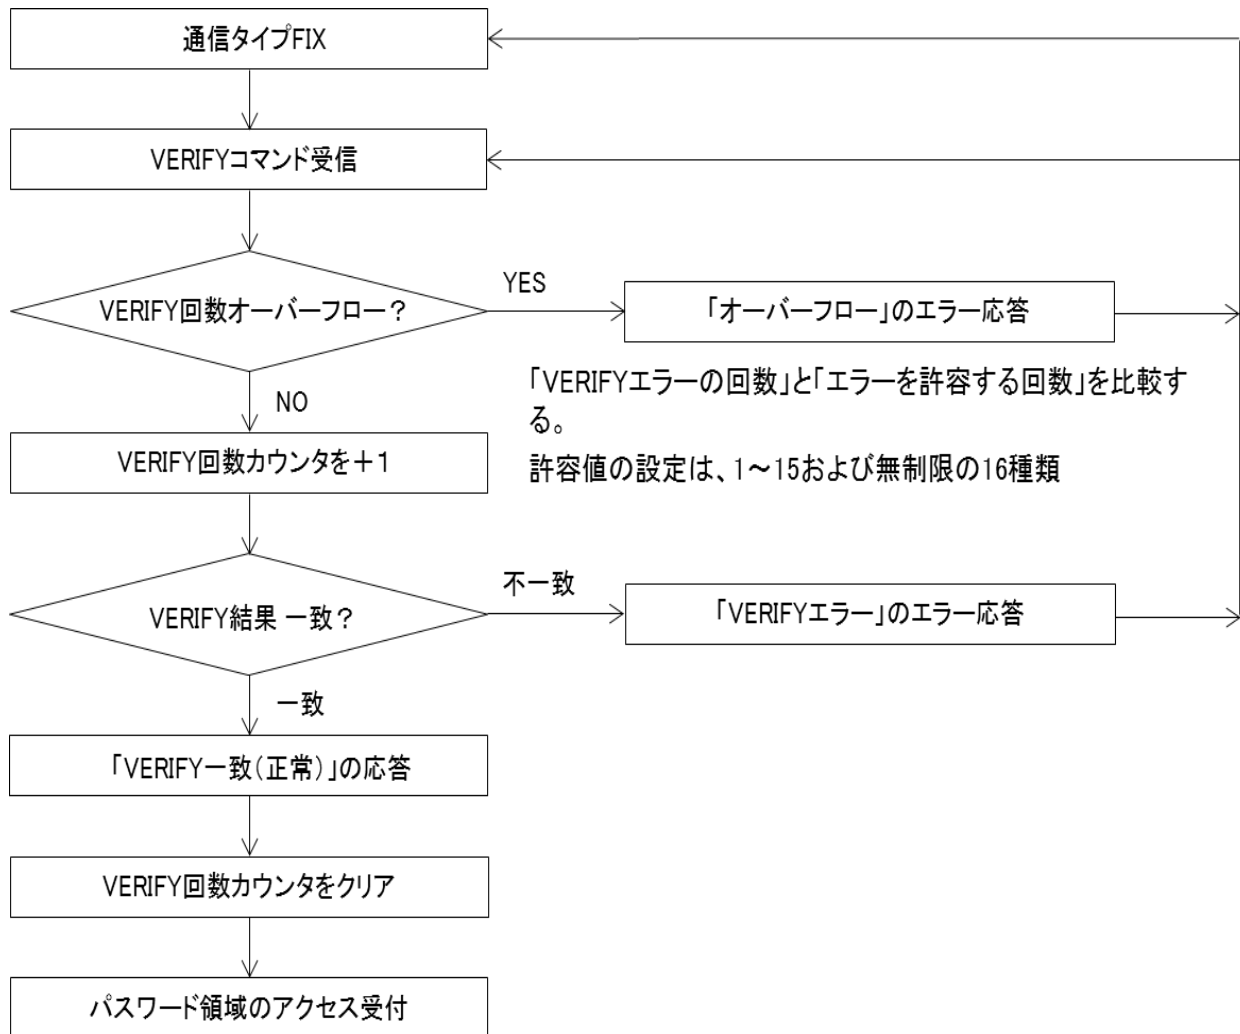 通信タイプFIX
VERIFYコマンド受信
VERIFY回数オーバーフロー？
YES
「オーバーフロー」のエラー応答
「VERIFYエラーの回数」と「エラーを許容する回数」を比較す
る。
許容値の設定は、1～15および無制限の16種類
NO
VERIFY回数カウンタを＋1
VERIFY結果 一致？
不一致
「VERIFYエラー」のエラー応答
一致
「VERIFY一致(正常)」の応答
VERIFY回数カウンタをクリア
パスワード領域のアクセス受付